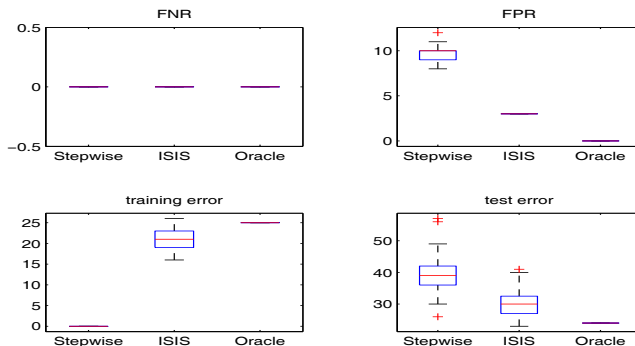 FNR
0.5
0
−0.5
Stepwise ISIS Oracle
FPR
10
5
0
Stepwise ISIS Oracle
training error
25
20
15
10
5
0
Stepwise ISIS Oracle
test error
50
40
30
Stepwise ISIS Oracle